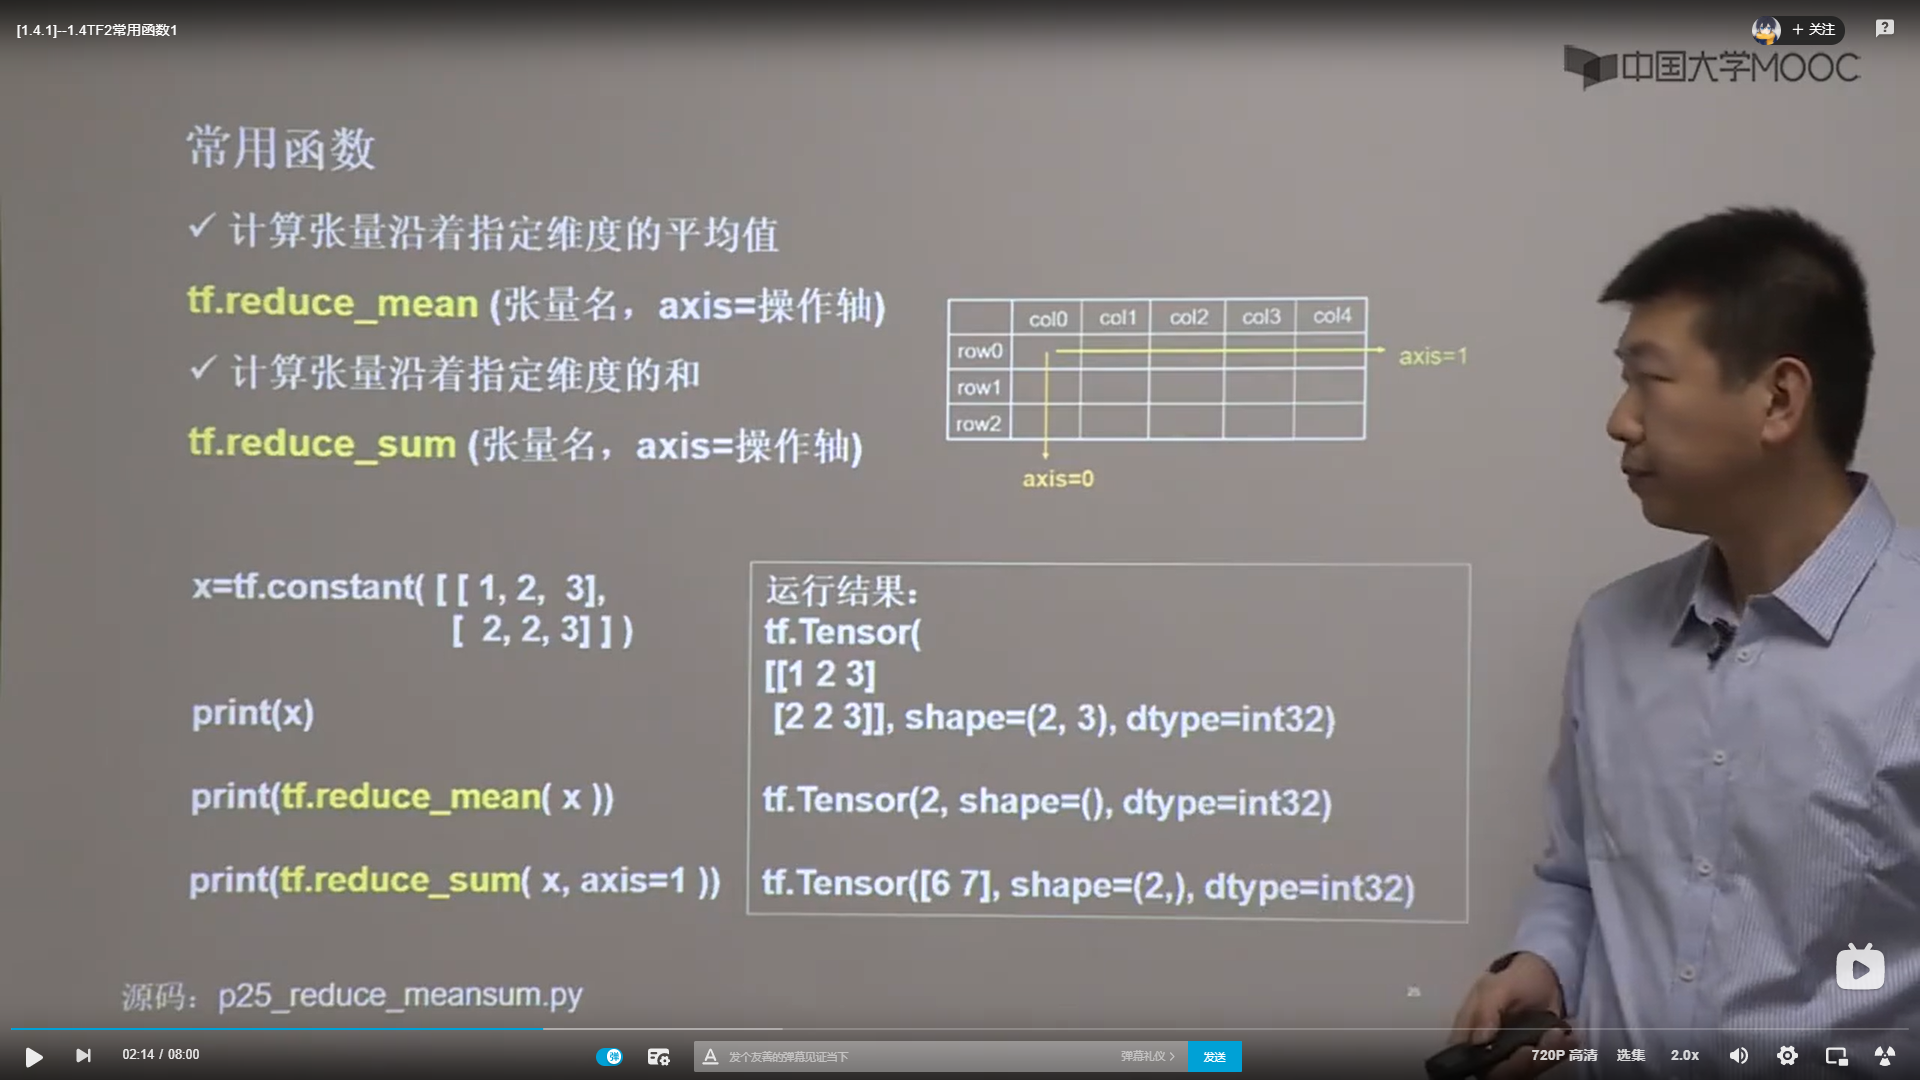 [1.4.1]--1.4TF2常用函数1
+ 关注
中国大学MOOC
常用函数
✓ 计算张量沿着指定维度的平均值
tf.reduce_mean (张量名，axis=操作轴)
✓ 计算张量沿着指定维度的和
tf.reduce_sum (张量名，axis=操作轴)
col0 col1 col2 col3 col4
row0
row1
row2
axis=1
axis=0
x=tf.constant( [ [ 1, 2, 3],
[ 2, 2, 3] ] )
print(x)
print(tf.reduce_mean( x ))
print(tf.reduce_sum( x, axis=1 ))
运行结果：
tf.Tensor(
[[1 2 3]
[2 2 3]], shape=(2, 3), dtype=int32)
tf.Tensor(2, shape=(), dtype=int32)
tf.Tensor([6 7], shape=(2,), dtype=int32)
源码：p25_reduce_meansum.py
02:14 / 08:00
弹
A 发个友善的弹幕见证当下
弹幕礼仪 >
发送
720P 高清
选集
2.0x